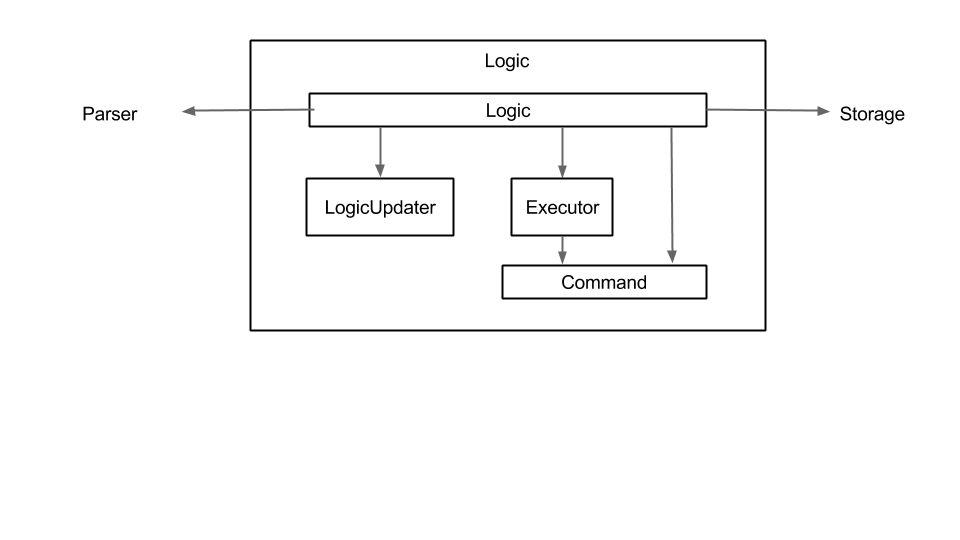 Logic
Parser
Logic
Storage
LogicUpdater
Executor
Command